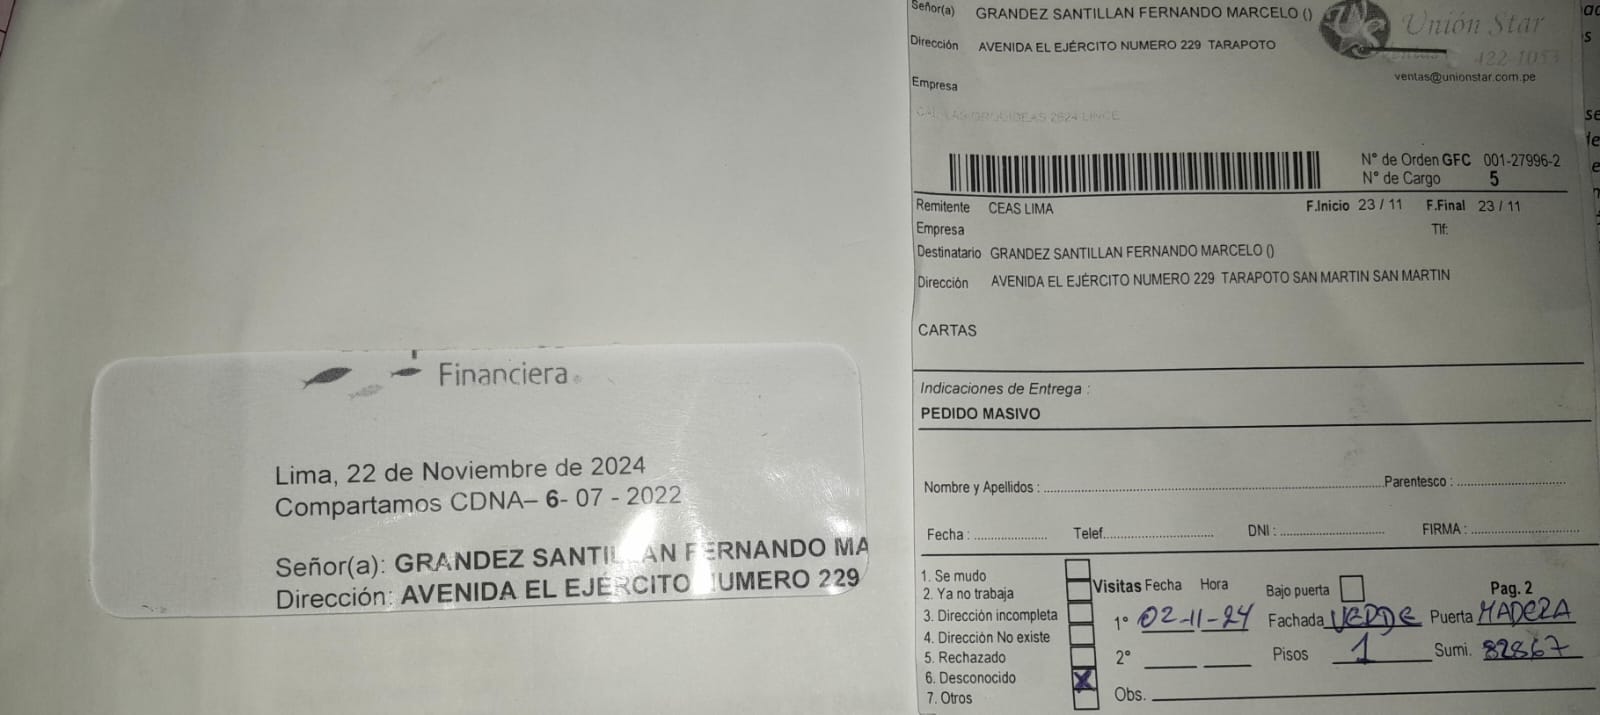 Financiera
Lima, 22 de Noviembre de 2024
Compartamos CDNA– 6- 07 - 2022
Señor(a): GRANDEZ SANTILLAN FERNANDO MA
Dirección: AVENIDA EL EJÉRCITO NUMERO 229
Señor(a) GRANDEZ SANTILLAN FERNANDO MARCELO ()
Unión Star
Dirección AVENIDA EL EJÉRCITO NUMERO 229 TARAPOTO
422-1053
ventas@unionstar.com.pe
Empresa
LINCE
N° de Orden GFC 001-27996-2
N° de Cargo 5
Remitente CEAS LIMA F.Inicio 23 / 11 F.Final 23 / 11
Empresa Tlf:
Destinatario GRANDEZ SANTILLAN FERNANDO MARCELO ()
Dirección AVENIDA EL EJÉRCITO NUMERO 229 TARAPOTO SAN MARTIN SAN MARTIN
CARTAS
Indicaciones de Entrega :
PEDIDO MASIVO
Nombre y Apellidos : Parentesco :
Fecha : Telef. DNI : FIRMA :
1. Se mudo
2. Ya no trabaja
3. Dirección incompleta
4. Dirección No existe
5. Rechazado
6. Desconocido X
7. Otros
Visitas Fecha Hora Bajo puerta Pag. 2
1° 02-11-24 Fachada VERDE Puerta MADERA
2° Pisos 1 Sumi. 82867
Obs.